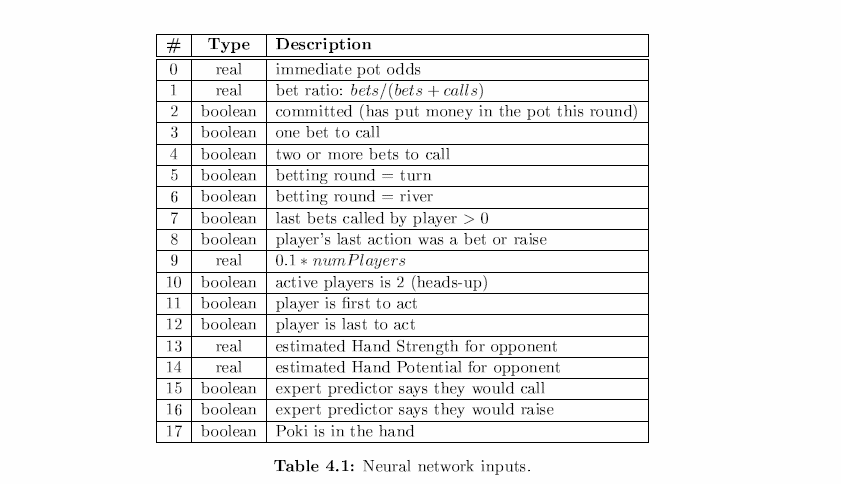 # Type Description
0 real immediate pot odds
1 real bet ratio: bets/(bets + calls)
2 boolean committed (has put money in the pot this round)
3 boolean one bet to call
4 boolean two or more bets to call
5 boolean betting round = turn
6 boolean betting round = river
7 boolean last bets called by player > 0
8 boolean player's last action was a bet or raise
9 real 0.1 * numPlayers
10 boolean active players is 2 (heads-up)
11 boolean player is first to act
12 boolean player is last to act
13 real estimated Hand Strength for opponent
14 real estimated Hand Potential for opponent
15 boolean expert predictor says they would call
16 boolean expert predictor says they would raise
17 boolean Poki is in the hand
Table 4.1: Neural network inputs.